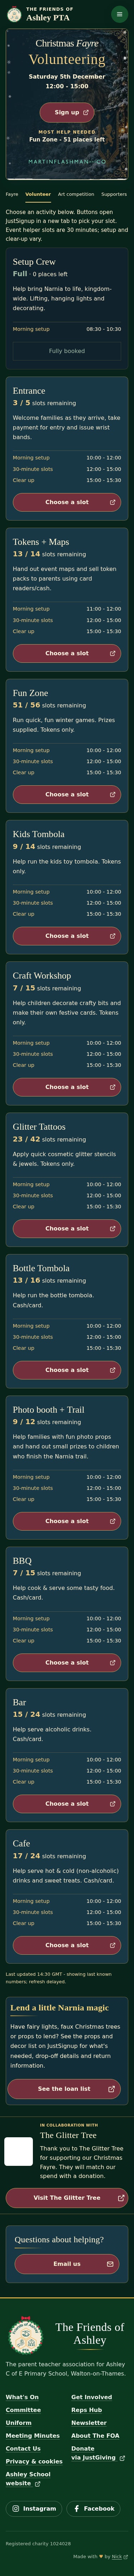 THE FRIENDS OF
Ashley PTA
Christmas Fayre
Volunteering
Saturday 5th December
12:00 - 15:00
Sign up
MOST HELP NEEDED
Fun Zone - 51 places left
MARTINFLASHMAN . CO
Fayre Volunteer Art competition Supporters
Choose an activity below. Buttons open
justSignup in a new tab to pick your slot.
Event helper slots are 30 minutes; setup and
clear-up vary.
Setup Crew
Full · 0 places left
Help bring Narnia to life, kingdom-
wide. Lifting, hanging lights and
decorating.
Morning setup 08:30 - 10:30
Fully booked
Entrance
3 / 5 slots remaining
Welcome families as they arrive, take
payment for entry and issue wrist
bands.
Morning setup 10:00 - 12:00
30-minute slots 12:00 - 15:00
Clear up 15:00 - 15:30
Choose a slot
Tokens + Maps
13 / 14 slots remaining
Hand out event maps and sell token
packs to parents using card
readers/cash.
Morning setup 11:00 - 12:00
30-minute slots 12:00 - 15:00
Clear up 15:00 - 15:30
Choose a slot
Fun Zone
51 / 56 slots remaining
Run quick, fun winter games. Prizes
supplied. Tokens only.
Morning setup 10:00 - 12:00
30-minute slots 12:00 - 15:00
Clear up 15:00 - 15:30
Choose a slot
Kids Tombola
9 / 14 slots remaining
Help run the kids toy tombola. Tokens
only.
Morning setup 10:00 - 12:00
30-minute slots 12:00 - 15:00
Clear up 15:00 - 15:30
Choose a slot
Craft Workshop
7 / 15 slots remaining
Help children decorate crafty bits and
make their own festive cards. Tokens
only.
Morning setup 10:00 - 12:00
30-minute slots 12:00 - 15:00
Clear up 15:00 - 15:30
Choose a slot
Glitter Tattoos
23 / 42 slots remaining
Apply quick cosmetic glitter stencils
& jewels. Tokens only.
Morning setup 10:00 - 12:00
30-minute slots 12:00 - 15:00
Clear up 15:00 - 15:30
Choose a slot
Bottle Tombola
13 / 16 slots remaining
Help run the bottle tombola.
Cash/card.
Morning setup 10:00 - 12:00
30-minute slots 12:00 - 15:00
Clear up 15:00 - 15:30
Choose a slot
Photo booth + Trail
9 / 12 slots remaining
Help families with fun photo props
and hand out small prizes to children
who finish the Narnia trail.
Morning setup 10:00 - 12:00
30-minute slots 12:00 - 15:00
Clear up 15:00 - 15:30
Choose a slot
BBQ
7 / 15 slots remaining
Help cook & serve some tasty food.
Cash/card.
Morning setup 10:00 - 12:00
30-minute slots 12:00 - 15:00
Clear up 15:00 - 15:30
Choose a slot
Bar
15 / 24 slots remaining
Help serve alcoholic drinks.
Cash/card.
Morning setup 10:00 - 12:00
30-minute slots 12:00 - 15:00
Clear up 15:00 - 15:30
Choose a slot
Cafe
17 / 24 slots remaining
Help serve hot & cold (non-alcoholic)
drinks and sweet treats. Cash/card.
Morning setup 10:00 - 12:00
30-minute slots 12:00 - 15:00
Clear up 15:00 - 15:30
Choose a slot
Last updated 14:30 GMT - showing last known
numbers; refresh delayed.
Lend a little Narnia magic
Have fairy lights, faux Christmas trees
or props to lend? See the props and
decor list on JustSignup for what's
needed, drop-off details and return
information.
See the loan list
IN COLLABORATION WITH
The Glitter Tree
Thank you to The Glitter Tree
for supporting our Christmas
Fayre. They will match our
spend with a donation.
Visit The Glitter Tree
Questions about helping?
Email us
The Friends of
Ashley
The parent teacher association for Ashley
C of E Primary School, Walton-on-Thames.
What's On Get Involved
Committee Reps Hub
Uniform Newsletter
Meeting Minutes About The FOA
Contact Us Donate
via JustGiving
Privacy & cookies
Ashley School
website
Instagram Facebook
Registered charity 1024028
Made with ♥ by Nick